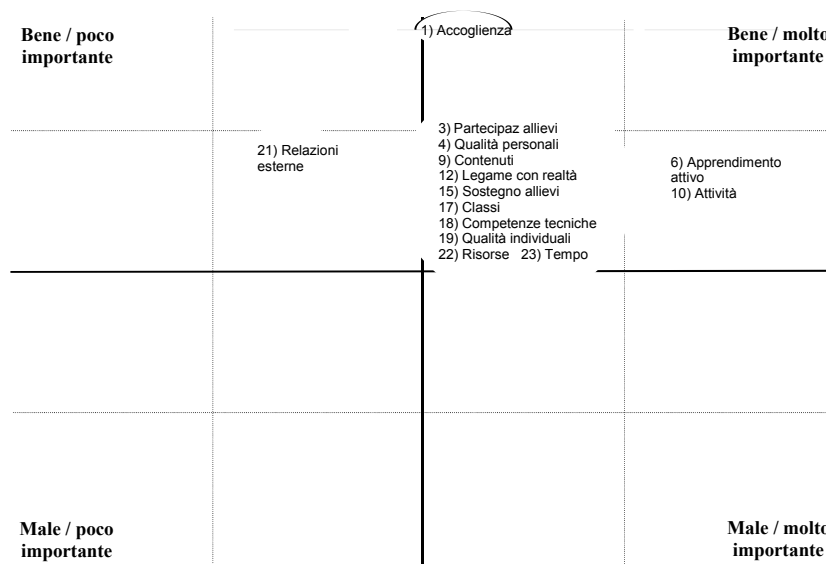 Bene / poco
importante
1) Accoglienza
Bene / molto
importante
21) Relazioni
esterne
3) Partecipaz allievi
4) Qualità personali
9) Contenuti
12) Legame con realtà
15) Sostegno allievi
17) Classi
18) Competenze tecniche
19) Qualità individuali
22) Risorse   23) Tempo
6) Apprendimento
attivo
10) Attività
Male / poco
importante
Male / molto
importante